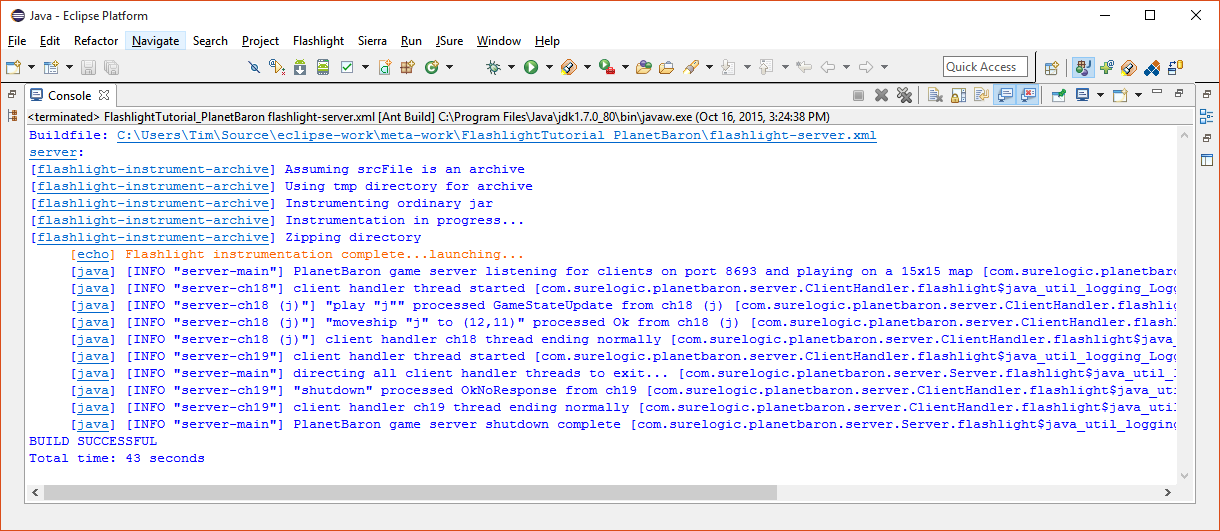 Java - Eclipse Platform
File Edit Refactor Navigate Search Project Flashlight Sierra Run JSure Window Help
Quick Access
Console
<terminated> FlashlightTutorial_PlanetBaron flashlight-server.xml [Ant Build] C:\Program Files\Java\jdk1.7.0_80\bin\javaw.exe (Oct 16, 2015, 3:24:38 PM)
Buildfile: C:\Users\Tim\Source\eclipse-work\meta-work\FlashlightTutorial_PlanetBaron\flashlight-server.xml
server:
[flashlight-instrument-archive] Assuming srcFile is an archive
[flashlight-instrument-archive] Using tmp directory for archive
[flashlight-instrument-archive] Instrumenting ordinary jar
[flashlight-instrument-archive] Instrumentation in progress...
[flashlight-instrument-archive] Zipping directory
[echo] Flashlight instrumentation complete...launching...
[java] [INFO "server-main"] PlanetBaron game server listening for clients on port 8693 and playing on a 15x15 map [com.surelogic.planetbaro
[java] [INFO "server-ch18"] client handler thread started [com.surelogic.planetbaron.server.ClientHandler.flashlight$java_util_logging_Logg
[java] [INFO "server-ch18 (j)"] "play "j"" processed GameStateUpdate from ch18 (j) [com.surelogic.planetbaron.server.ClientHandler.flashlig
[java] [INFO "server-ch18 (j)"] "moveship "j" to (12,11)" processed Ok from ch18 (j) [com.surelogic.planetbaron.server.ClientHandler.flashl
[java] [INFO "server-ch18 (j)"] client handler ch18 thread ending normally [com.surelogic.planetbaron.server.ClientHandler.flashlight$java_
[java] [INFO "server-ch19"] client handler thread started [com.surelogic.planetbaron.server.ClientHandler.flashlight$java_util_logging_Logg
[java] [INFO "server-main"] directing all client handler threads to exit... [com.surelogic.planetbaron.server.Server.flashlight$java_util_l
[java] [INFO "server-ch19"] "shutdown" processed OkNoResponse from ch19 [com.surelogic.planetbaron.server.ClientHandler.flashlight$java_uti
[java] [INFO "server-ch19"] client handler ch19 thread ending normally [com.surelogic.planetbaron.server.ClientHandler.flashlight$java_util
[java] [INFO "server-main"] PlanetBaron game server shutdown complete [com.surelogic.planetbaron.server.Server.flashlight$java_util_logging
BUILD SUCCESSFUL
Total time: 43 seconds